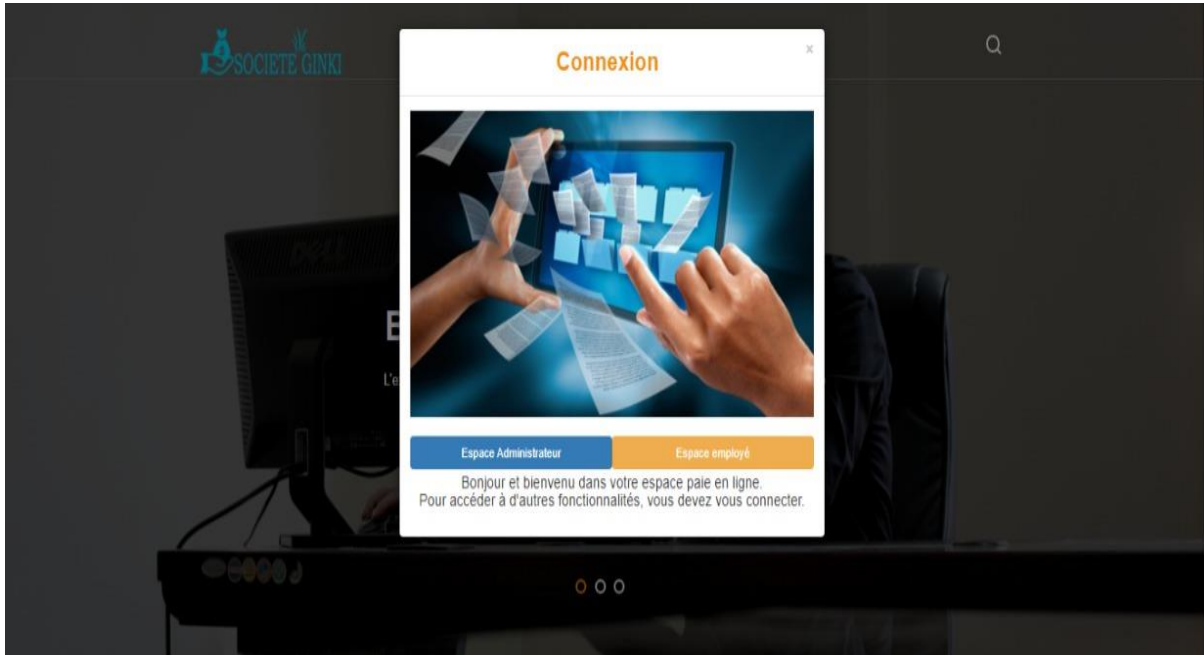 SOCIETE GINKI
Connexion
x
DELL
Espace Administrateur
Espace employé
Bonjour et bienvenu dans votre espace paie en ligne.
Pour accéder à d'autres fonctionnalités, vous devez vous connecter.